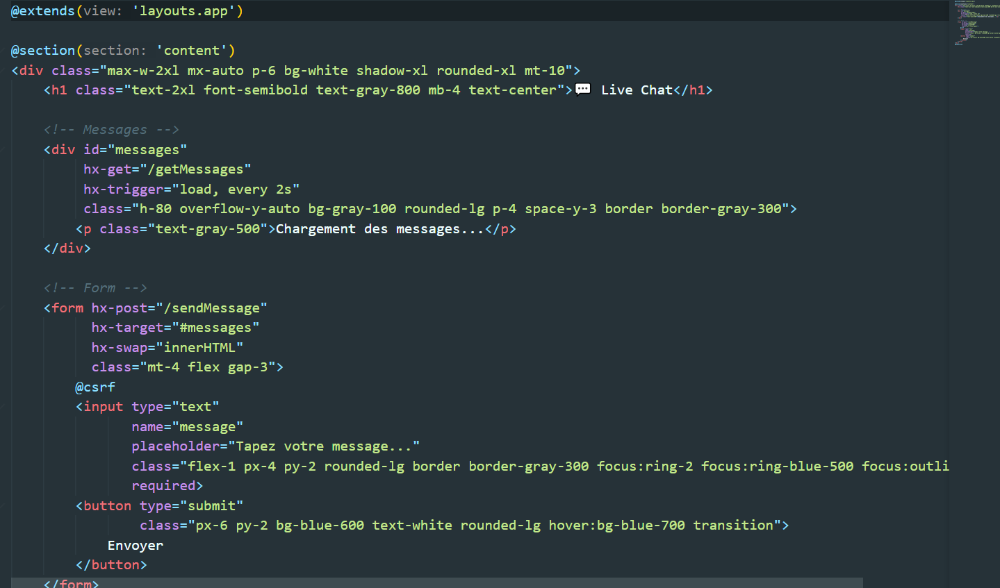 @extends(view: 'layouts.app')
@section(section: 'content')
<div class="max-w-2xl mx-auto p-6 bg-white shadow-xl rounded-xl mt-10">
<h1 class="text-2xl font-semibold text-gray-800 mb-4 text-center">💬 Live Chat</h1>
<!-- Messages -->
<div id="messages"
hx-get="/getMessages"
hx-trigger="load, every 2s"
class="h-80 overflow-y-auto bg-gray-100 rounded-lg p-4 space-y-3 border border-gray-300">
<p class="text-gray-500">Chargement des messages...</p>
</div>
<!-- Form -->
<form hx-post="/sendMessage"
hx-target="#messages"
hx-swap="innerHTML"
class="mt-4 flex gap-3">
@csrf
<input type="text"
name="message"
placeholder="Tapez votre message..."
class="flex-1 px-4 py-2 rounded-lg border border-gray-300 focus:ring-2 focus:ring-blue-500 focus:outli
required>
<button type="submit"
class="px-6 py-2 bg-blue-600 text-white rounded-lg hover:bg-blue-700 transition">
Envoyer
</button>
</form>